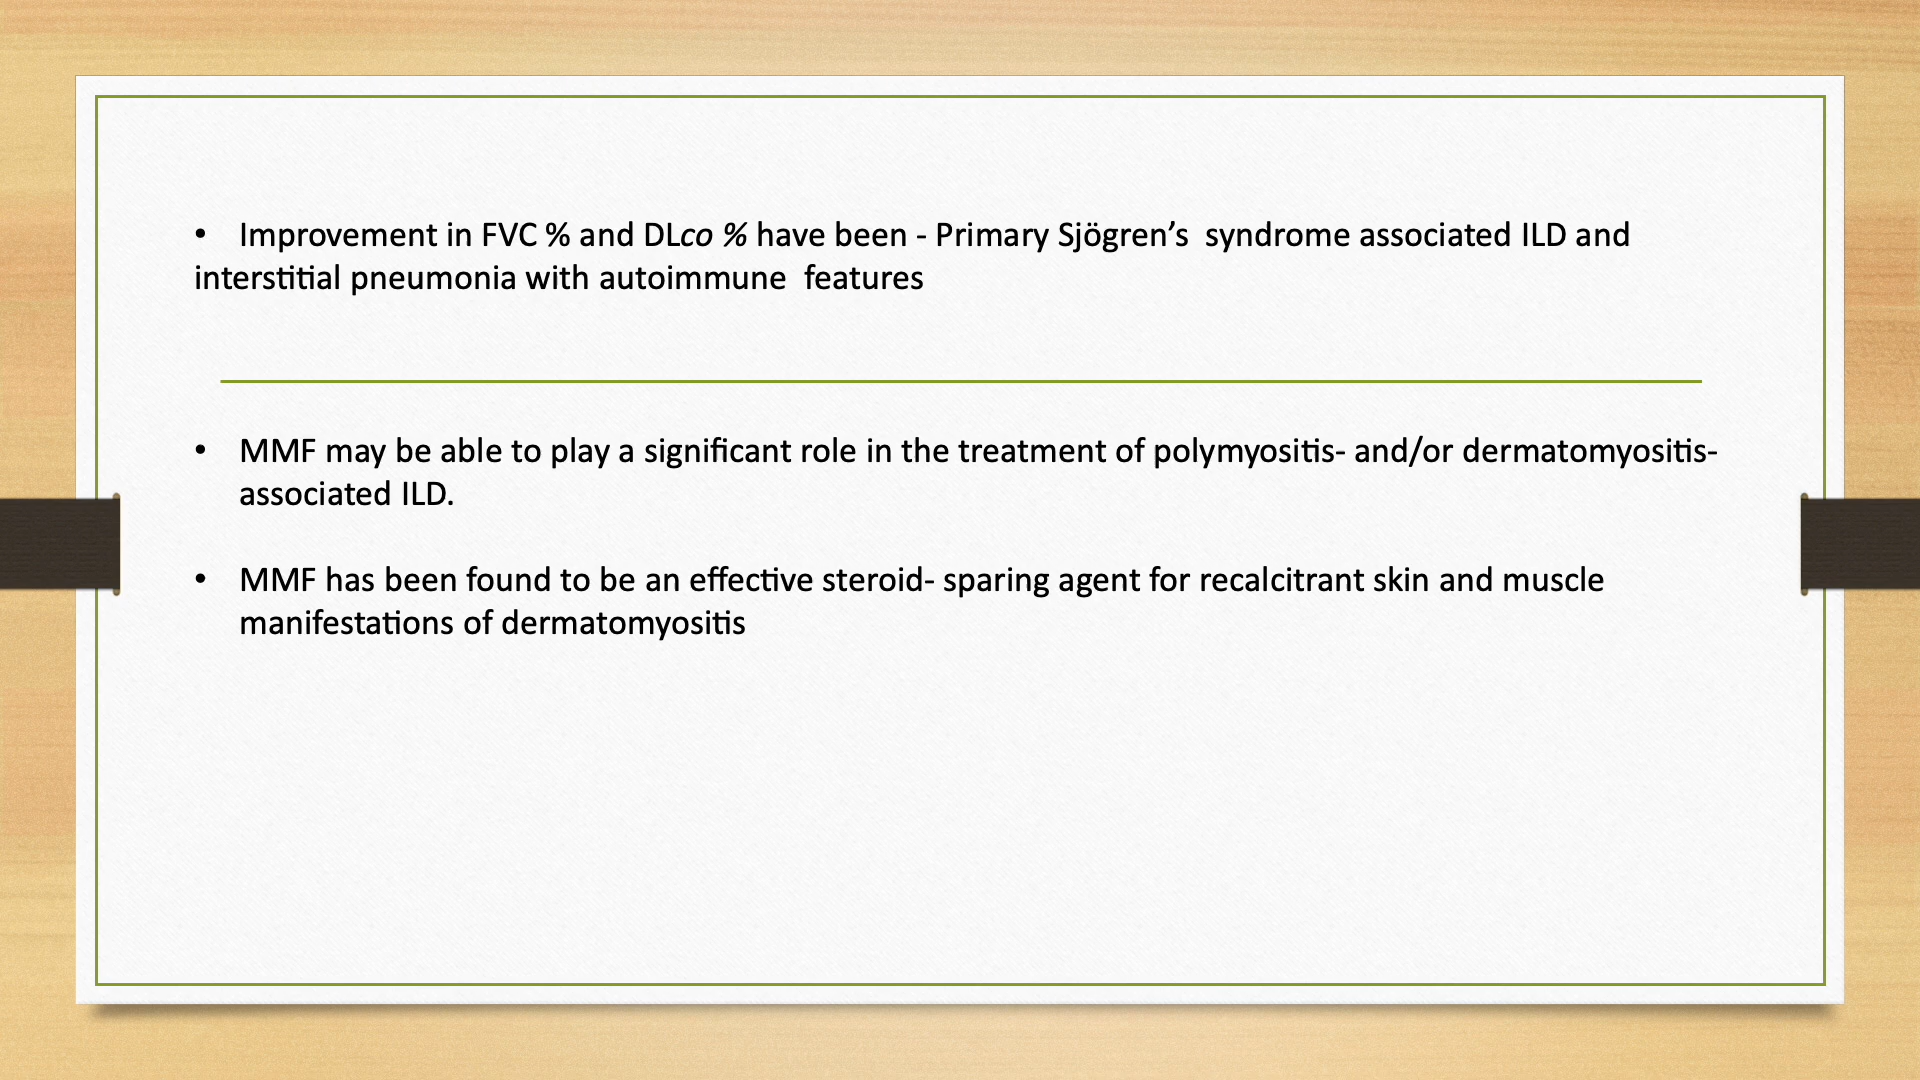 • Improvement in FVC % and DLco % have been - Primary Sjögren’s  syndrome associated ILD and
interstitial pneumonia with autoimmune  features
• MMF may be able to play a significant role in the treatment of polymyositis- and/or dermatomyositis-
associated ILD.
• MMF has been found to be an effective steroid- sparing agent for recalcitrant skin and muscle
manifestations of dermatomyositis